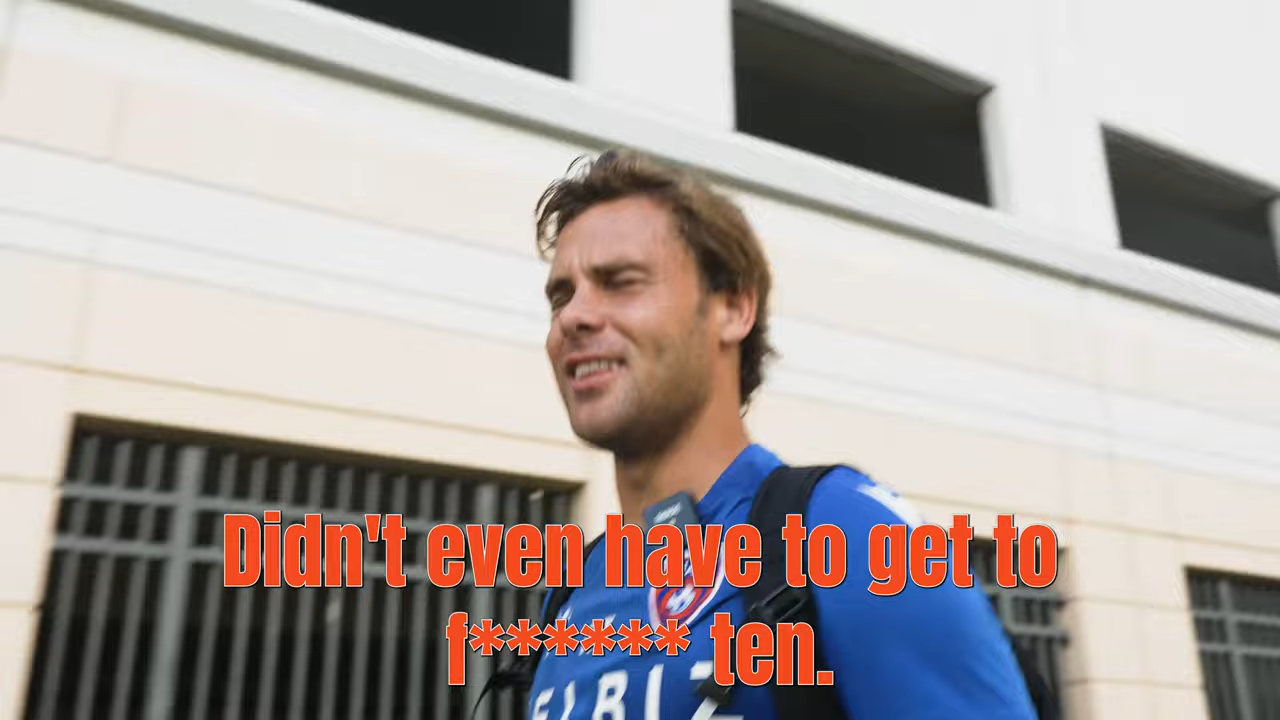 Didn't even have to get to
f****** ten.